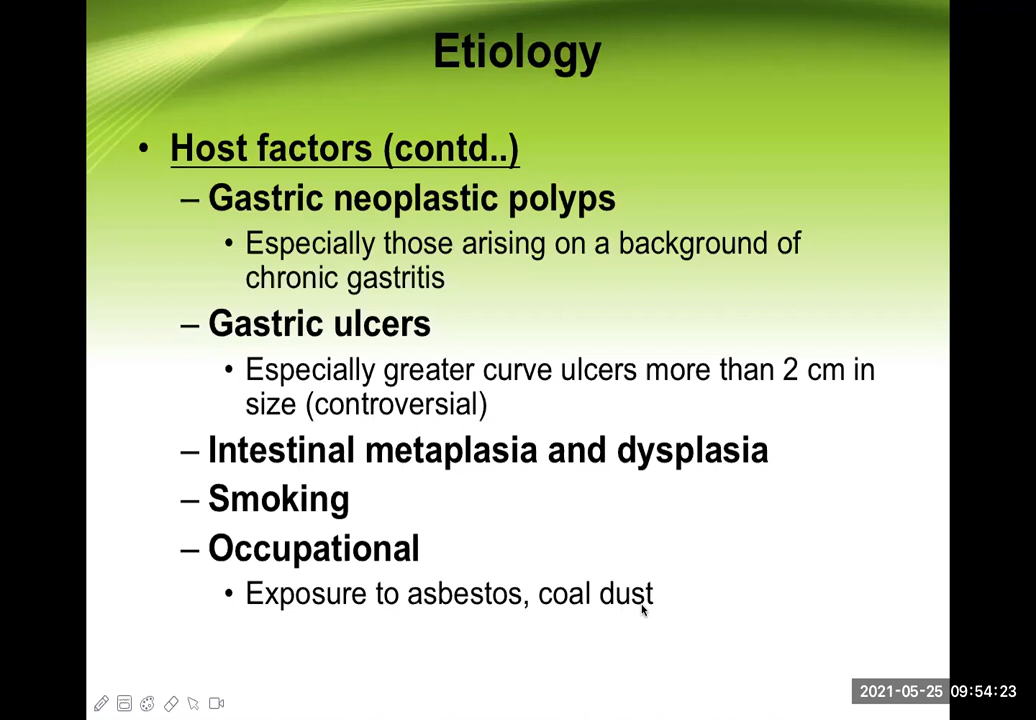 Etiology
• Host factors (contd..)
– Gastric neoplastic polyps
• Especially those arising on a background of
chronic gastritis
– Gastric ulcers
• Especially greater curve ulcers more than 2 cm in
size (controversial)
– Intestinal metaplasia and dysplasia
– Smoking
– Occupational
• Exposure to asbestos, coal dust
2021-05-25 09:54:23